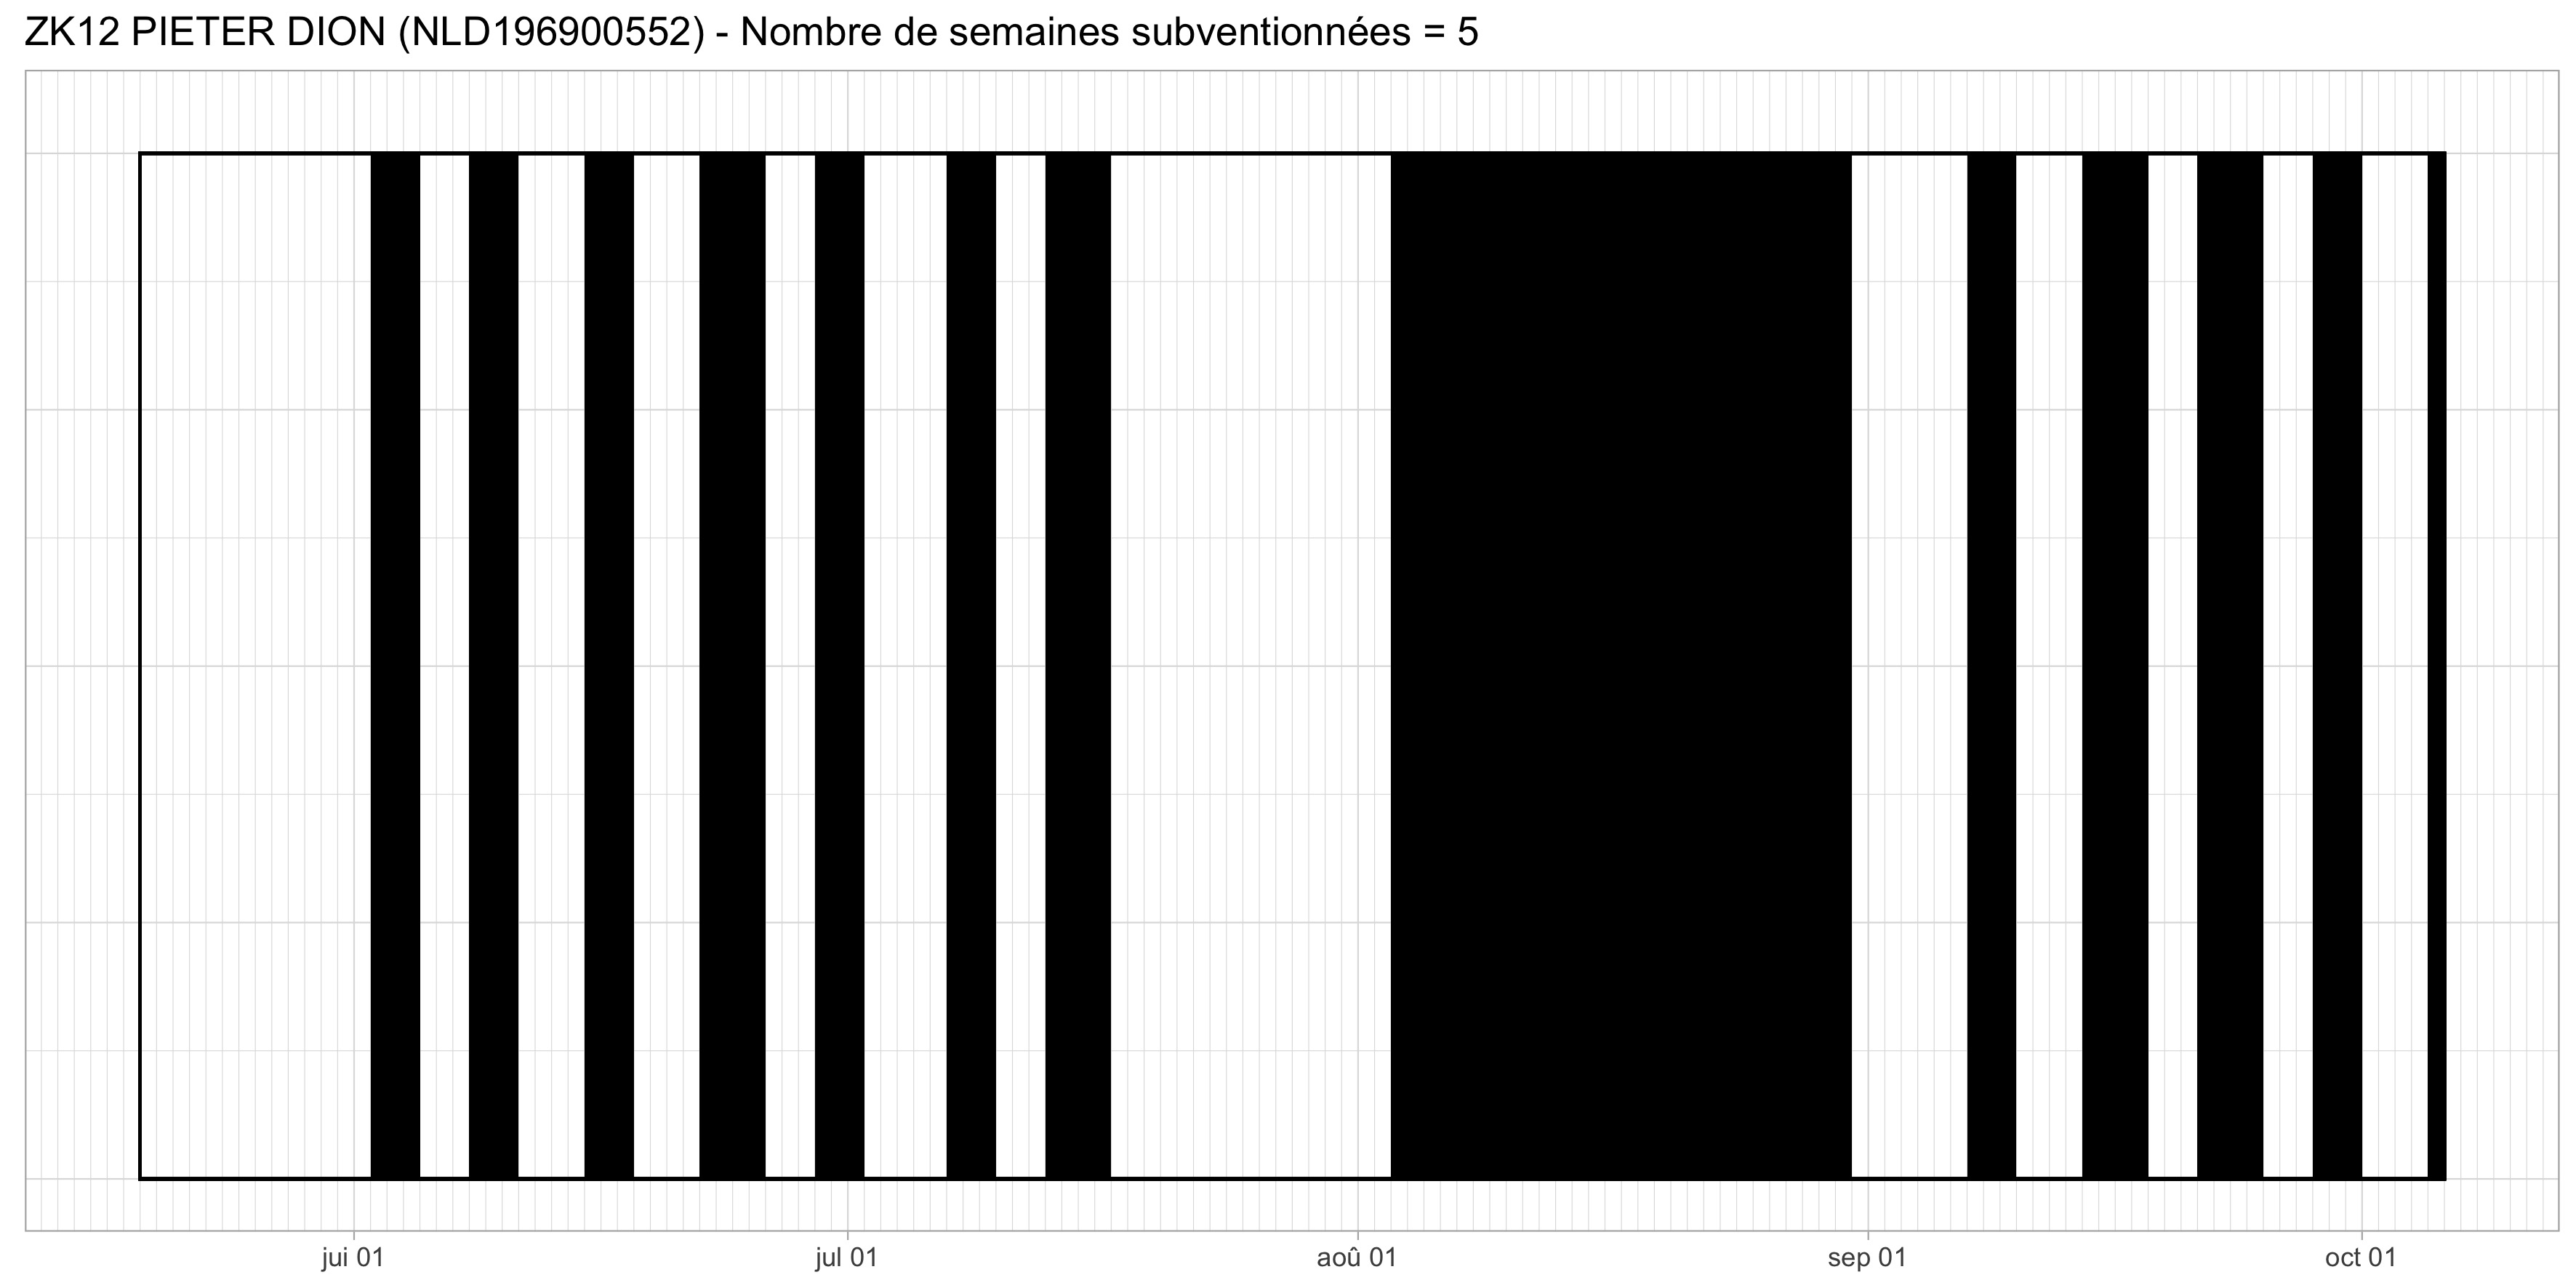 ZK12 PIETER DION (NLD196900552) - Nombre de semaines subventionnées = 5
jui 01 jul 01 aoû 01 sep 01 oct 01